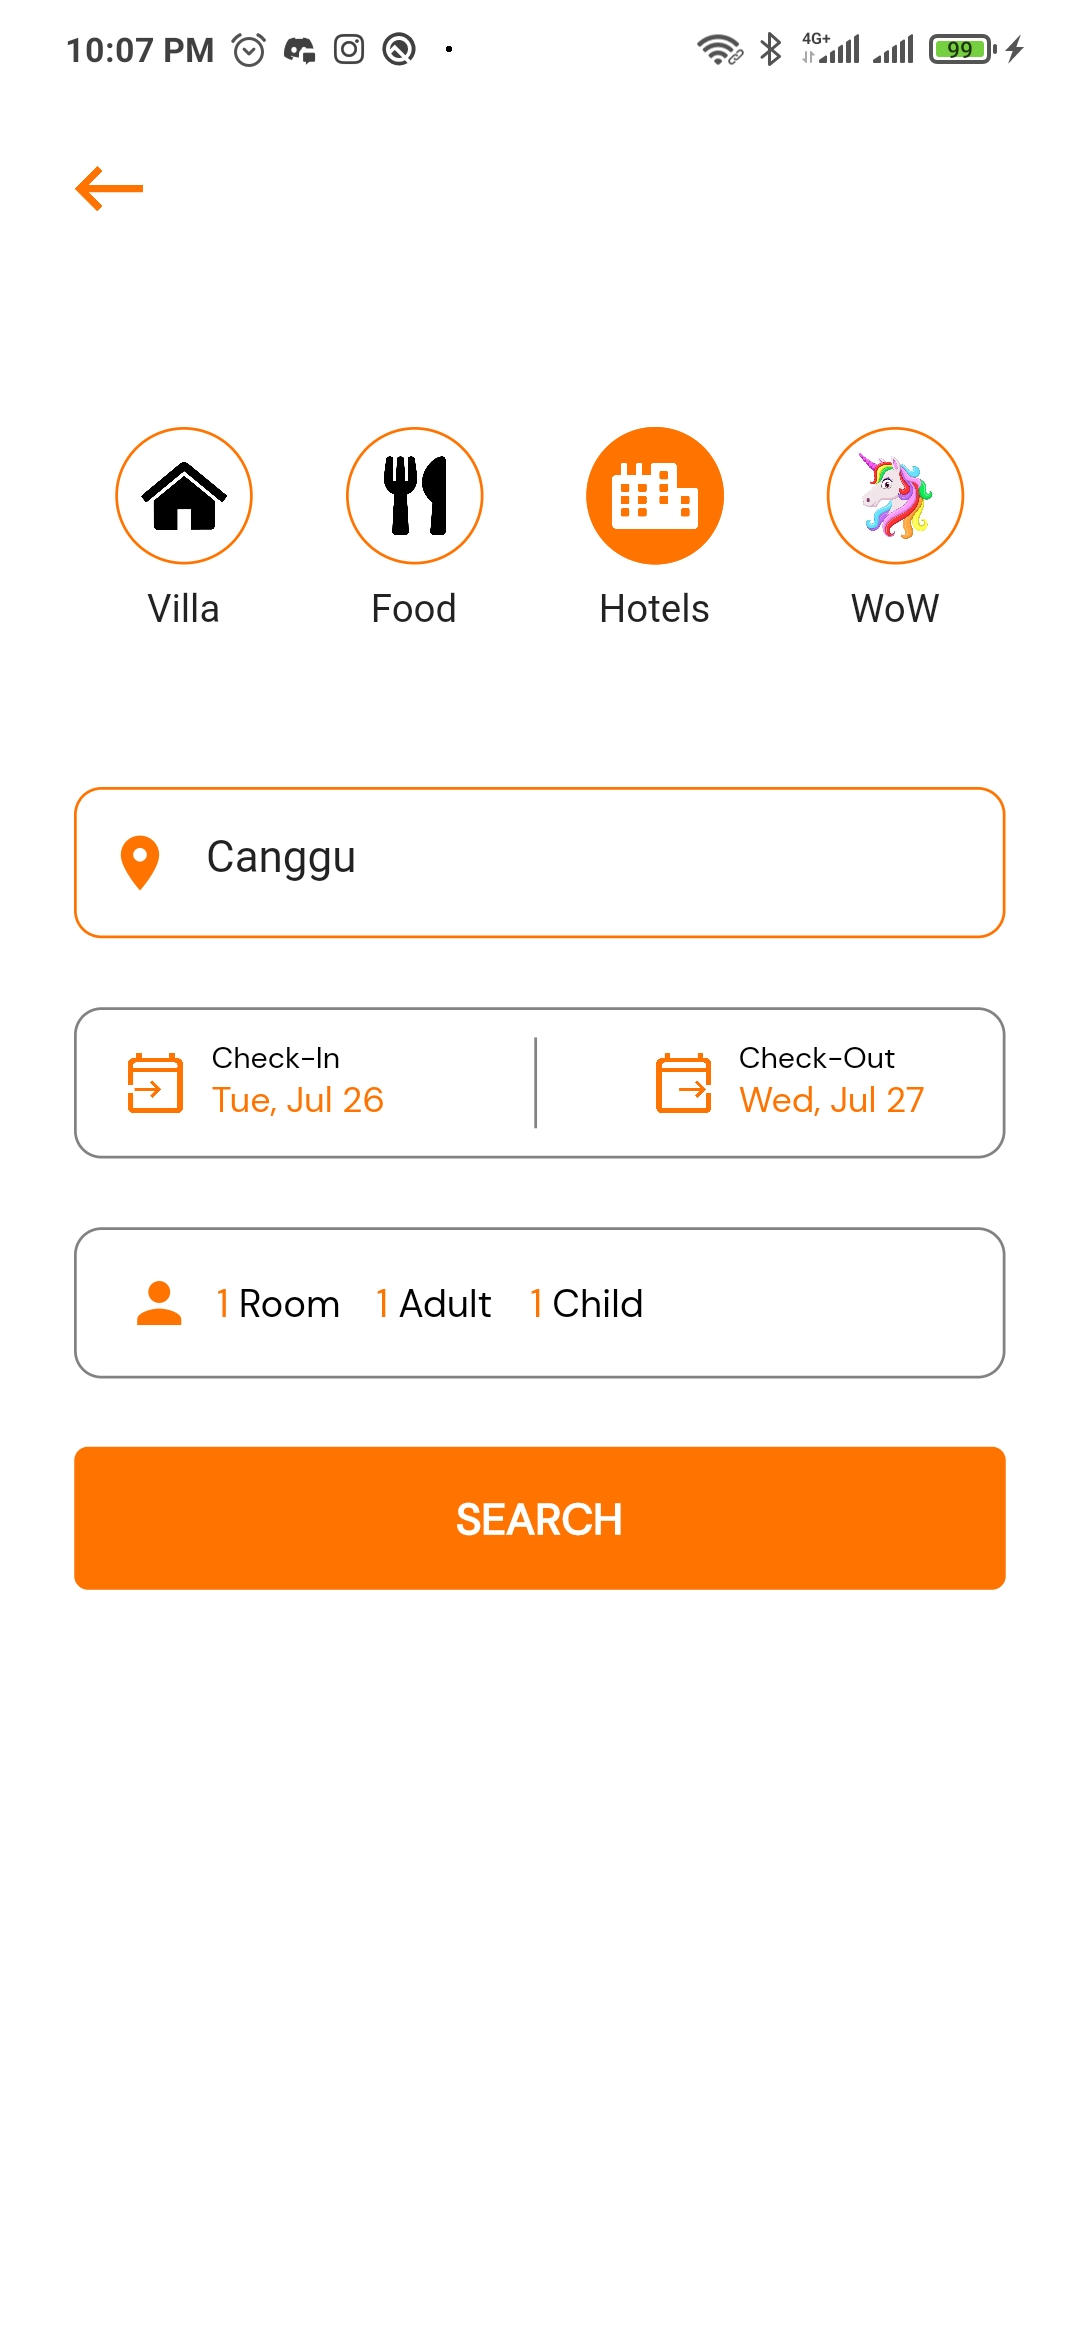 10:07 PM 4G+ 99
Villa Food Hotels WoW
Canggu
Check-In Check-Out
Tue, Jul 26 Wed, Jul 27
1 Room 1 Adult 1 Child
SEARCH